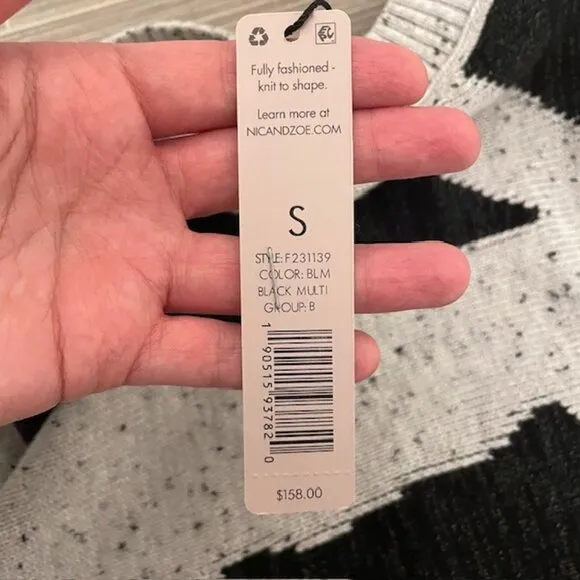 Fully fashioned -
knit to shape.
Learn more at
NICANDZOE.COM
S
STYLE: F231139
COLOR: BLM
BLACK MULTI
GROUP: B
1 90515 93782 0
$158.00